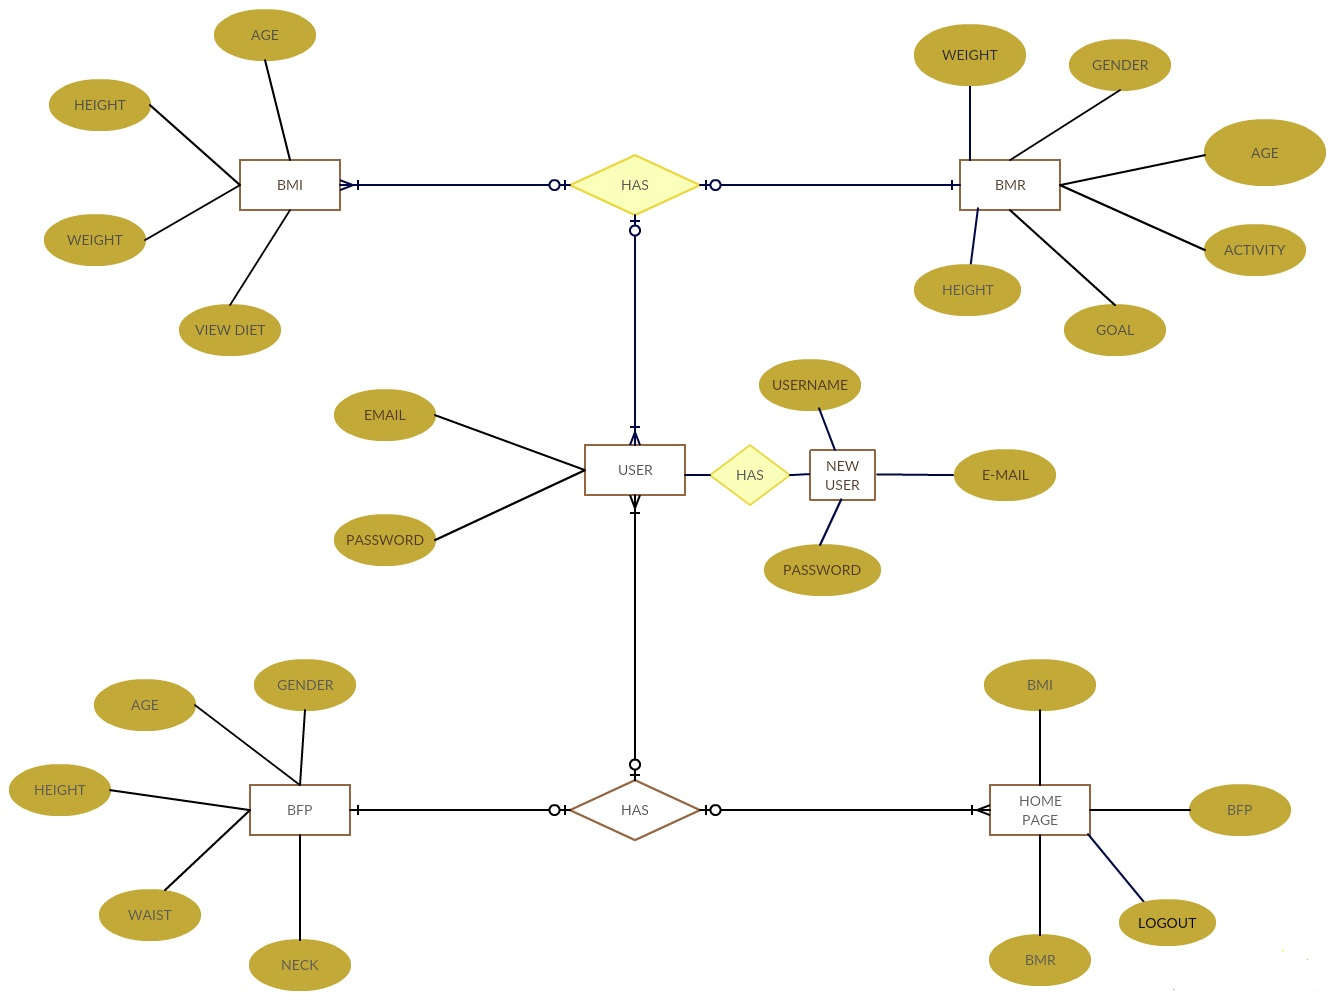 AGE
HEIGHT
BMI
WEIGHT
VIEW DIET
HAS
WEIGHT
GENDER
AGE
BMR
ACTIVITY
HEIGHT
GOAL
EMAIL
USER
PASSWORD
HAS
USERNAME
NEW
USER
E-MAIL
PASSWORD
GENDER
AGE
HEIGHT
BFP
WAIST
NECK
HAS
BMI
HOME
PAGE
BFP
LOGOUT
BMR